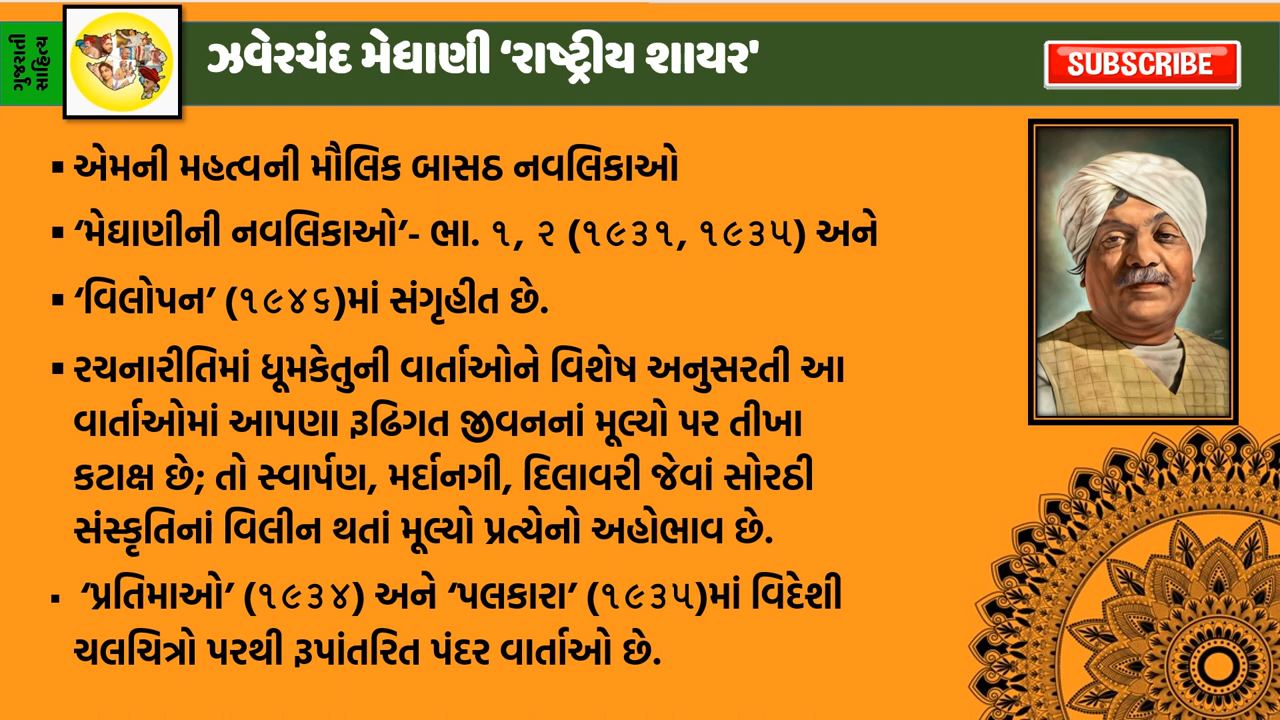 ગુજરાતી
સાહિત્ય
ઝવેરચંદ મેઘાણી ‘રાષ્ટ્રીય શાયર'
SUBSCRIBE
▪ એમની મહત્વની મૌલિક બાસઠ નવલિકાઓ
▪ ‘મેઘાણીની નવલિકાઓ’- ભા. ૧, ૨ (૧૯૩૧, ૧૯૩૫) અને
▪ ‘વિલોપન’ (૧૯૪૬)માં સંગૃહીત છે.
▪ રચનારીતિમાં ધૂમકેતુની વાર્તાઓને વિશેષ અનુસરતી આ
વાર્તાઓમાં આપણા રૂઢિગત જીવનનાં મૂલ્યો પર તીખા
કટાક્ષ છે; તો સ્વાર્પણ, મર્દાનગી, દિલાવરી જેવાં સોરઠી
સંસ્કૃતિનાં વિલીન થતાં મૂલ્યો પ્રત્યેનો અહોભાવ છે.
▪ ‘પ્રતિમાઓ’ (૧૯૩૪) અને ‘પલકારા’ (૧૯૩૫)માં વિદેશી
ચલચિત્રો પરથી રૂપાંતરિત પંદર વાર્તાઓ છે.